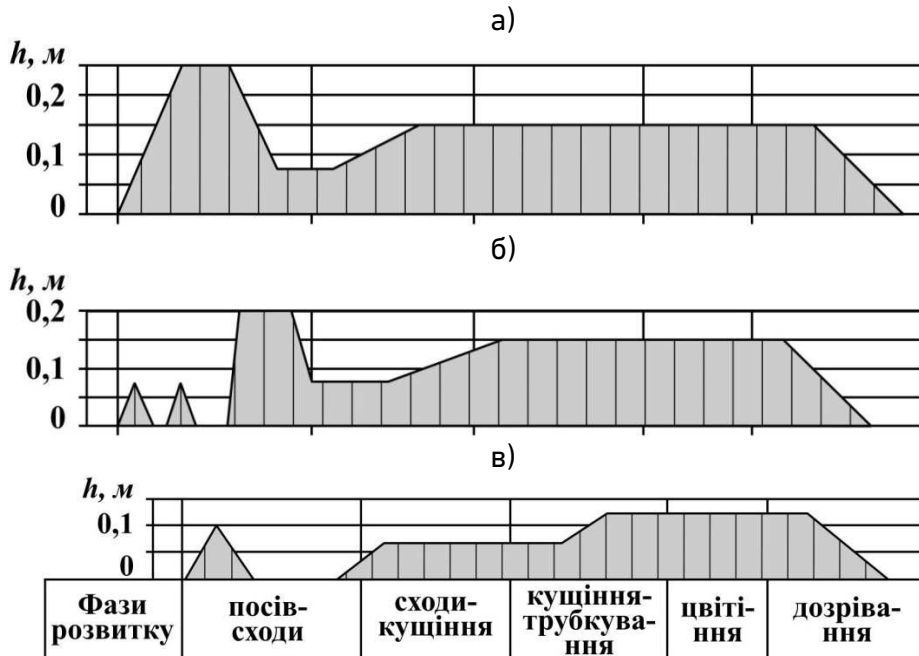 а)
h, м
0,2
0,1
0
б)
h, м
0,2
0,1
0
в)
h, м
0,1
0
Фази розвитку
посів-сходи
сходи-кущіння
кущіння-трубкува-ння
цвіті-ння
дозріва-ння